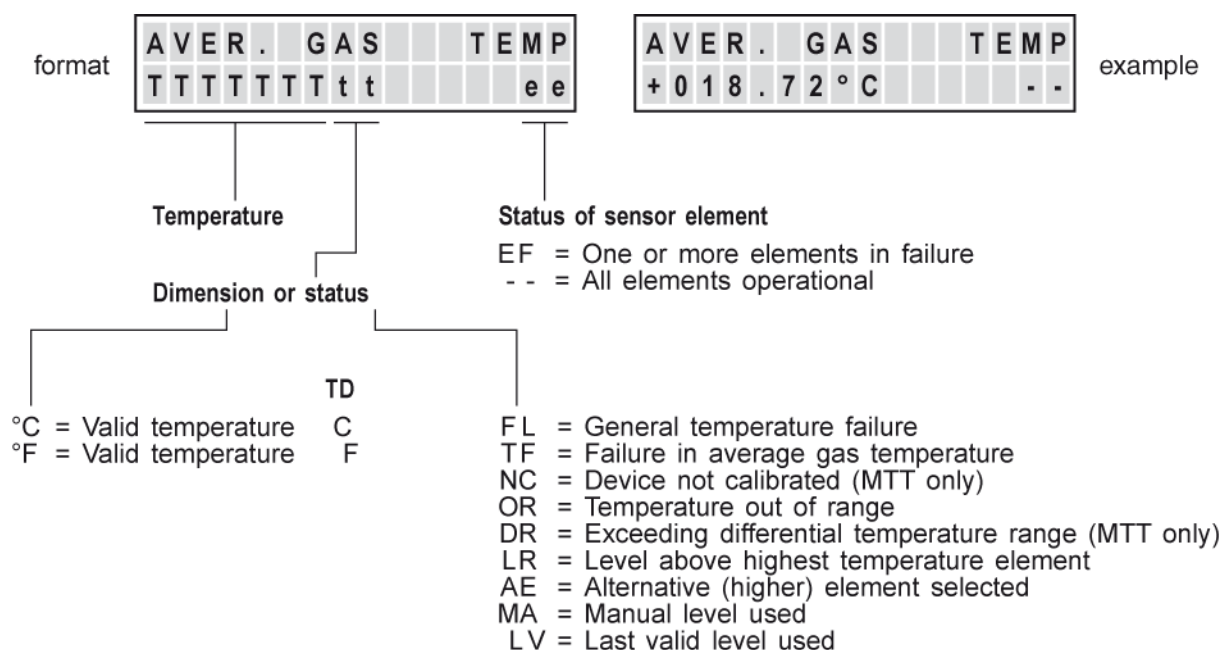 format
AVER. GAS TEMP
TTTTTTTtt ee
AVER. GAS TEMP
+018.72°C --
example
Temperature
Status of sensor element
EF = One or more elements in failure
-- = All elements operational
Dimension or status
TD
°C = Valid temperature C
°F = Valid temperature F
FL = General temperature failure
TF = Failure in average gas temperature
NC = Device not calibrated (MTT only)
OR = Temperature out of range
DR = Exceeding differential temperature range (MTT only)
LR = Level above highest temperature element
AE = Alternative (higher) element selected
MA = Manual level used
LV = Last valid level used